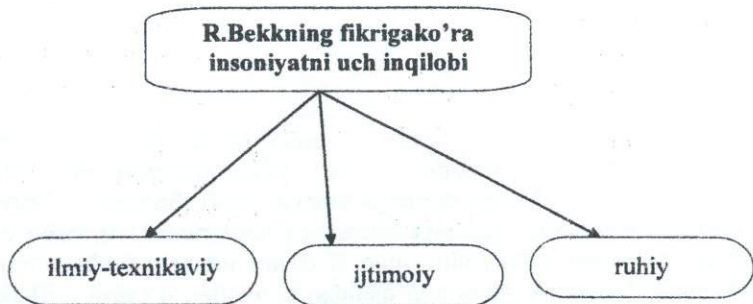 R.Bekkning fikrigako’ra
insoniyatni uch inqilobi
ilmiy-texnikaviy
ijtimoiy
ruhiy